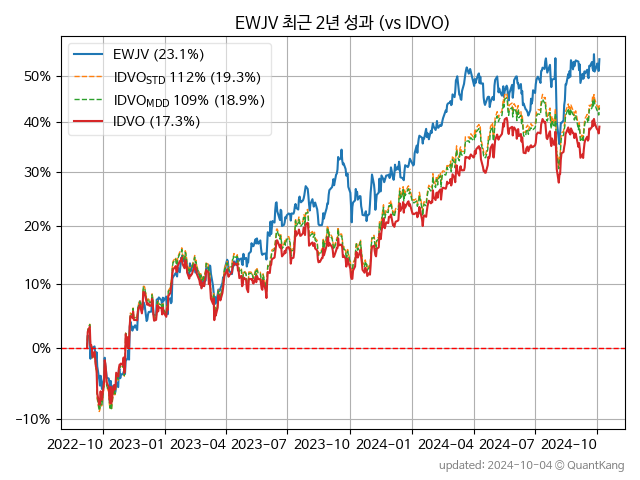 EWJV 최근 2년 성과 (vs IDVO)
EWJV (23.1%)
IDVO_STD 112% (19.3%)
IDVO_MDD 109% (18.9%)
IDVO (17.3%)
50%
40%
30%
20%
10%
0%
−10%
2022-10 2023-01 2023-04 2023-07 2023-10 2024-01 2024-04 2024-07 2024-10
updated: 2024-10-04 © QuantKang